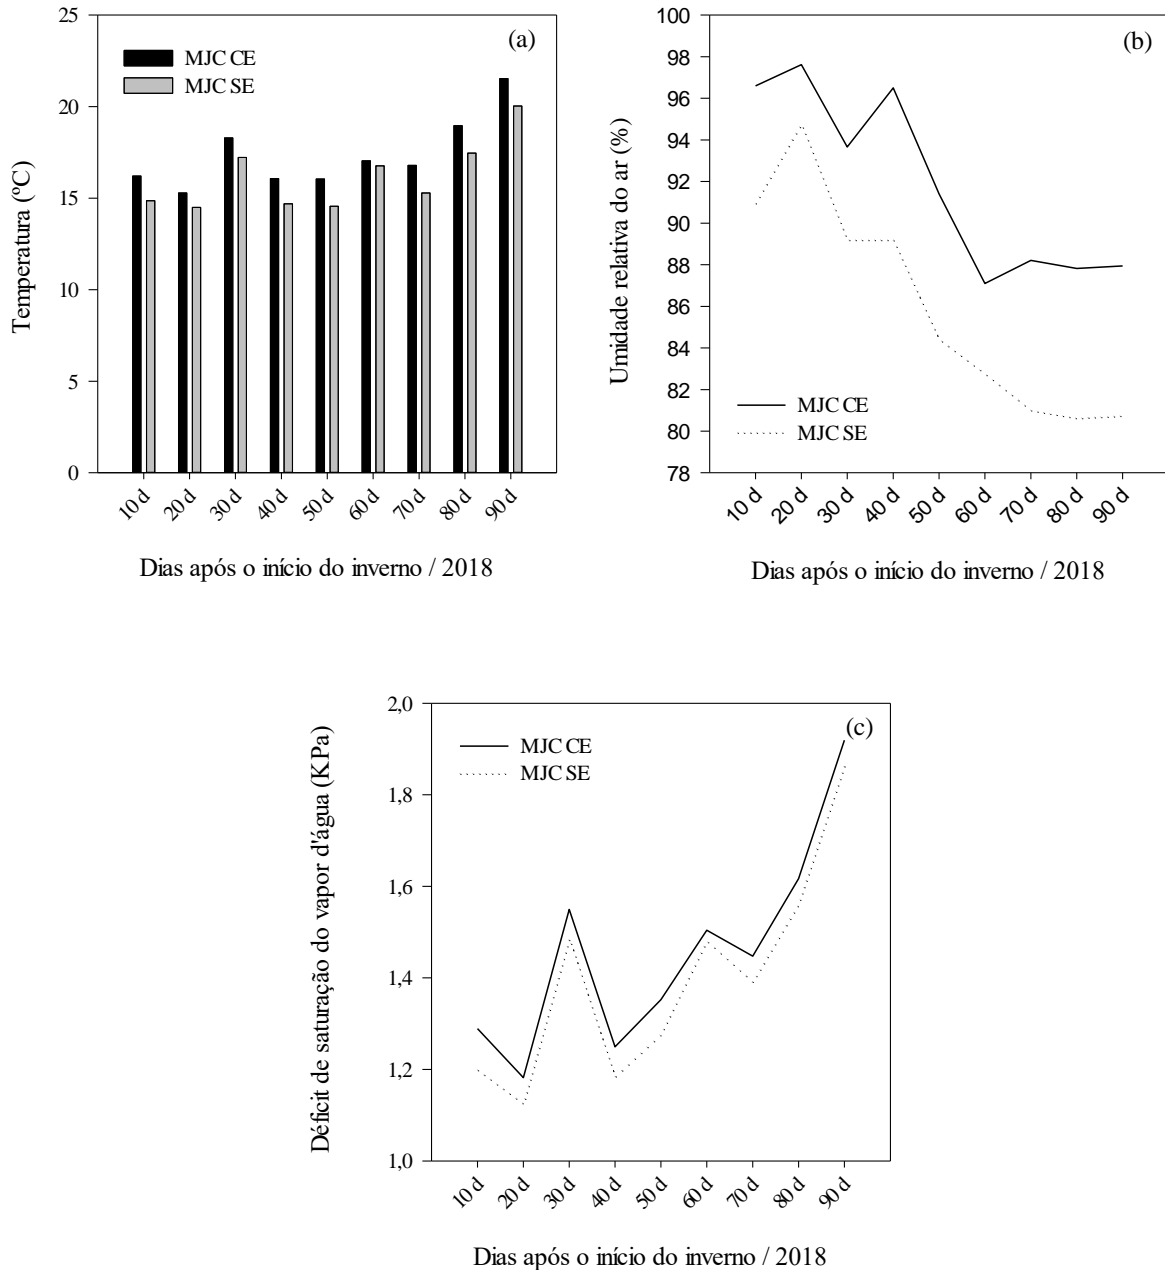 (a)
MJC CE
MJC SE
Temperatura (ºC)
25
20
15
10
5
0
10 d
20 d
30 d
40 d
50 d
60 d
70 d
80 d
90 d
Dias após o início do inverno / 2018
(b)
Umidade relativa do ar (%)
100
98
96
94
92
90
88
86
84
82
80
78
MJC CE
MJC SE
10 d
20 d
30 d
40 d
50 d
60 d
70 d
80 d
90 d
Dias após o início do inverno / 2018
(c)
MJC CE
MJC SE
Déficit de saturação do vapor d'água (KPa)
2,0
1,8
1,6
1,4
1,2
1,0
10 d
20 d
30 d
40 d
50 d
60 d
70 d
80 d
90 d
Dias após o início do inverno / 2018